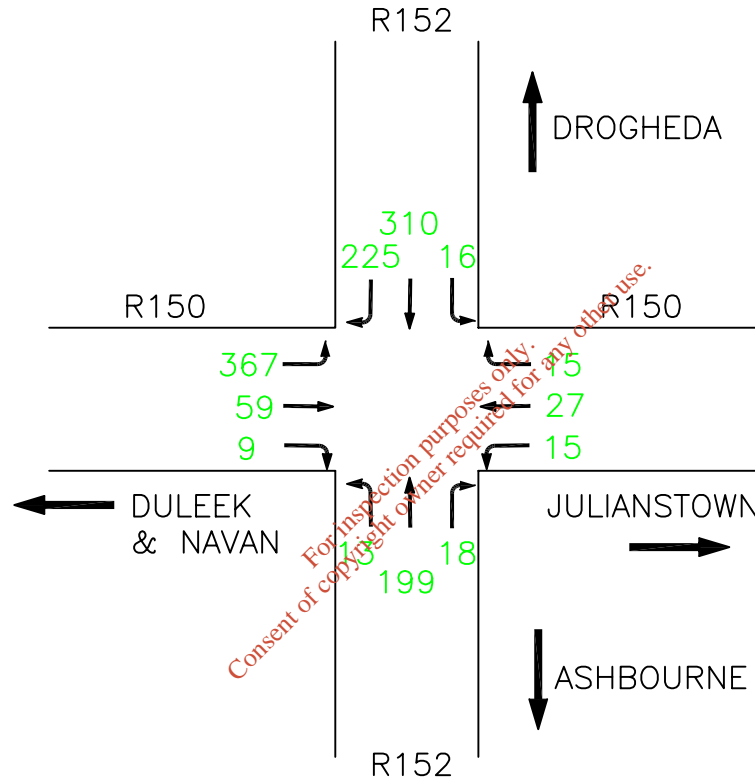 R152
DROGHEDA
310
225
16
R150
R150
367
15
59
27
9
15
DULEEK
& NAVAN
JULIANSTOWN
13
18
199
ASHBOURNE
R152
For inspection purposes only.
Consent of copyright owner required for any other use.